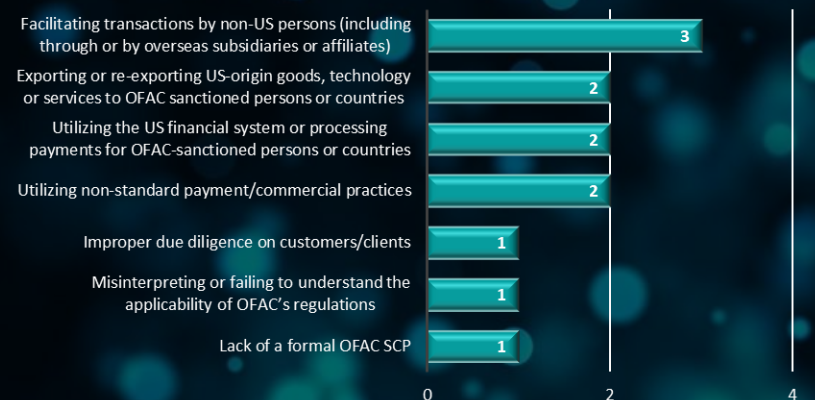 Facilitating transactions by non-US persons (including
through or by overseas subsidiaries or affiliates)
3
Exporting or re-exporting US-origin goods, technology
or services to OFAC sanctioned persons or countries
2
Utilizing the US financial system or processing
payments for OFAC-sanctioned persons or countries
2
Utilizing non-standard payment/commercial practices
2
Improper due diligence on customers/clients
1
Misinterpreting or failing to understand the
applicability of OFAC's regulations
1
Lack of a formal OFAC SCP
1
0 2 4